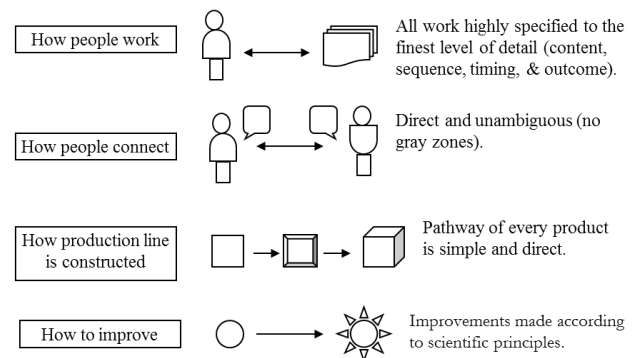 How people work
All work highly specified to the
finest level of detail (content,
sequence, timing, & outcome).
How people connect
Direct and unambiguous (no
gray zones).
How production line
is constructed
Pathway of every product
is simple and direct.
How to improve
Improvements made according
to scientific principles.